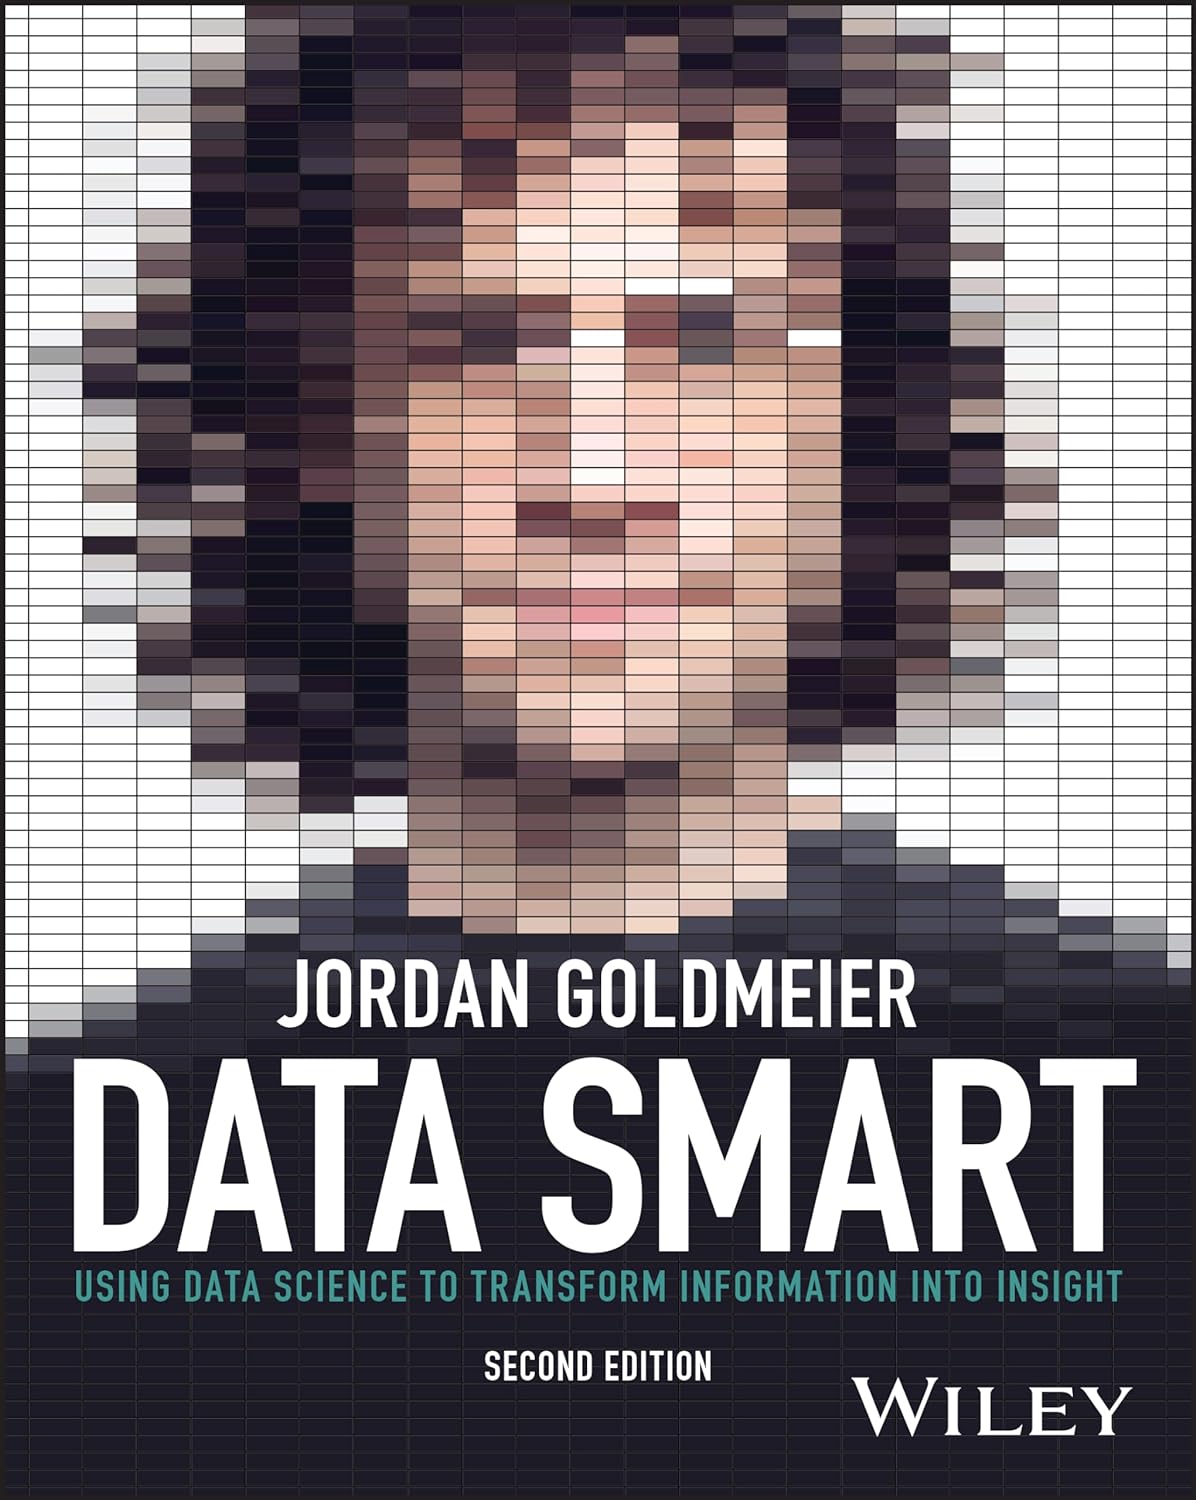 JORDAN GOLDMEIER
DATA SMART
USING DATA SCIENCE TO TRANSFORM INFORMATION INTO INSIGHT
SECOND EDITION
WILEY